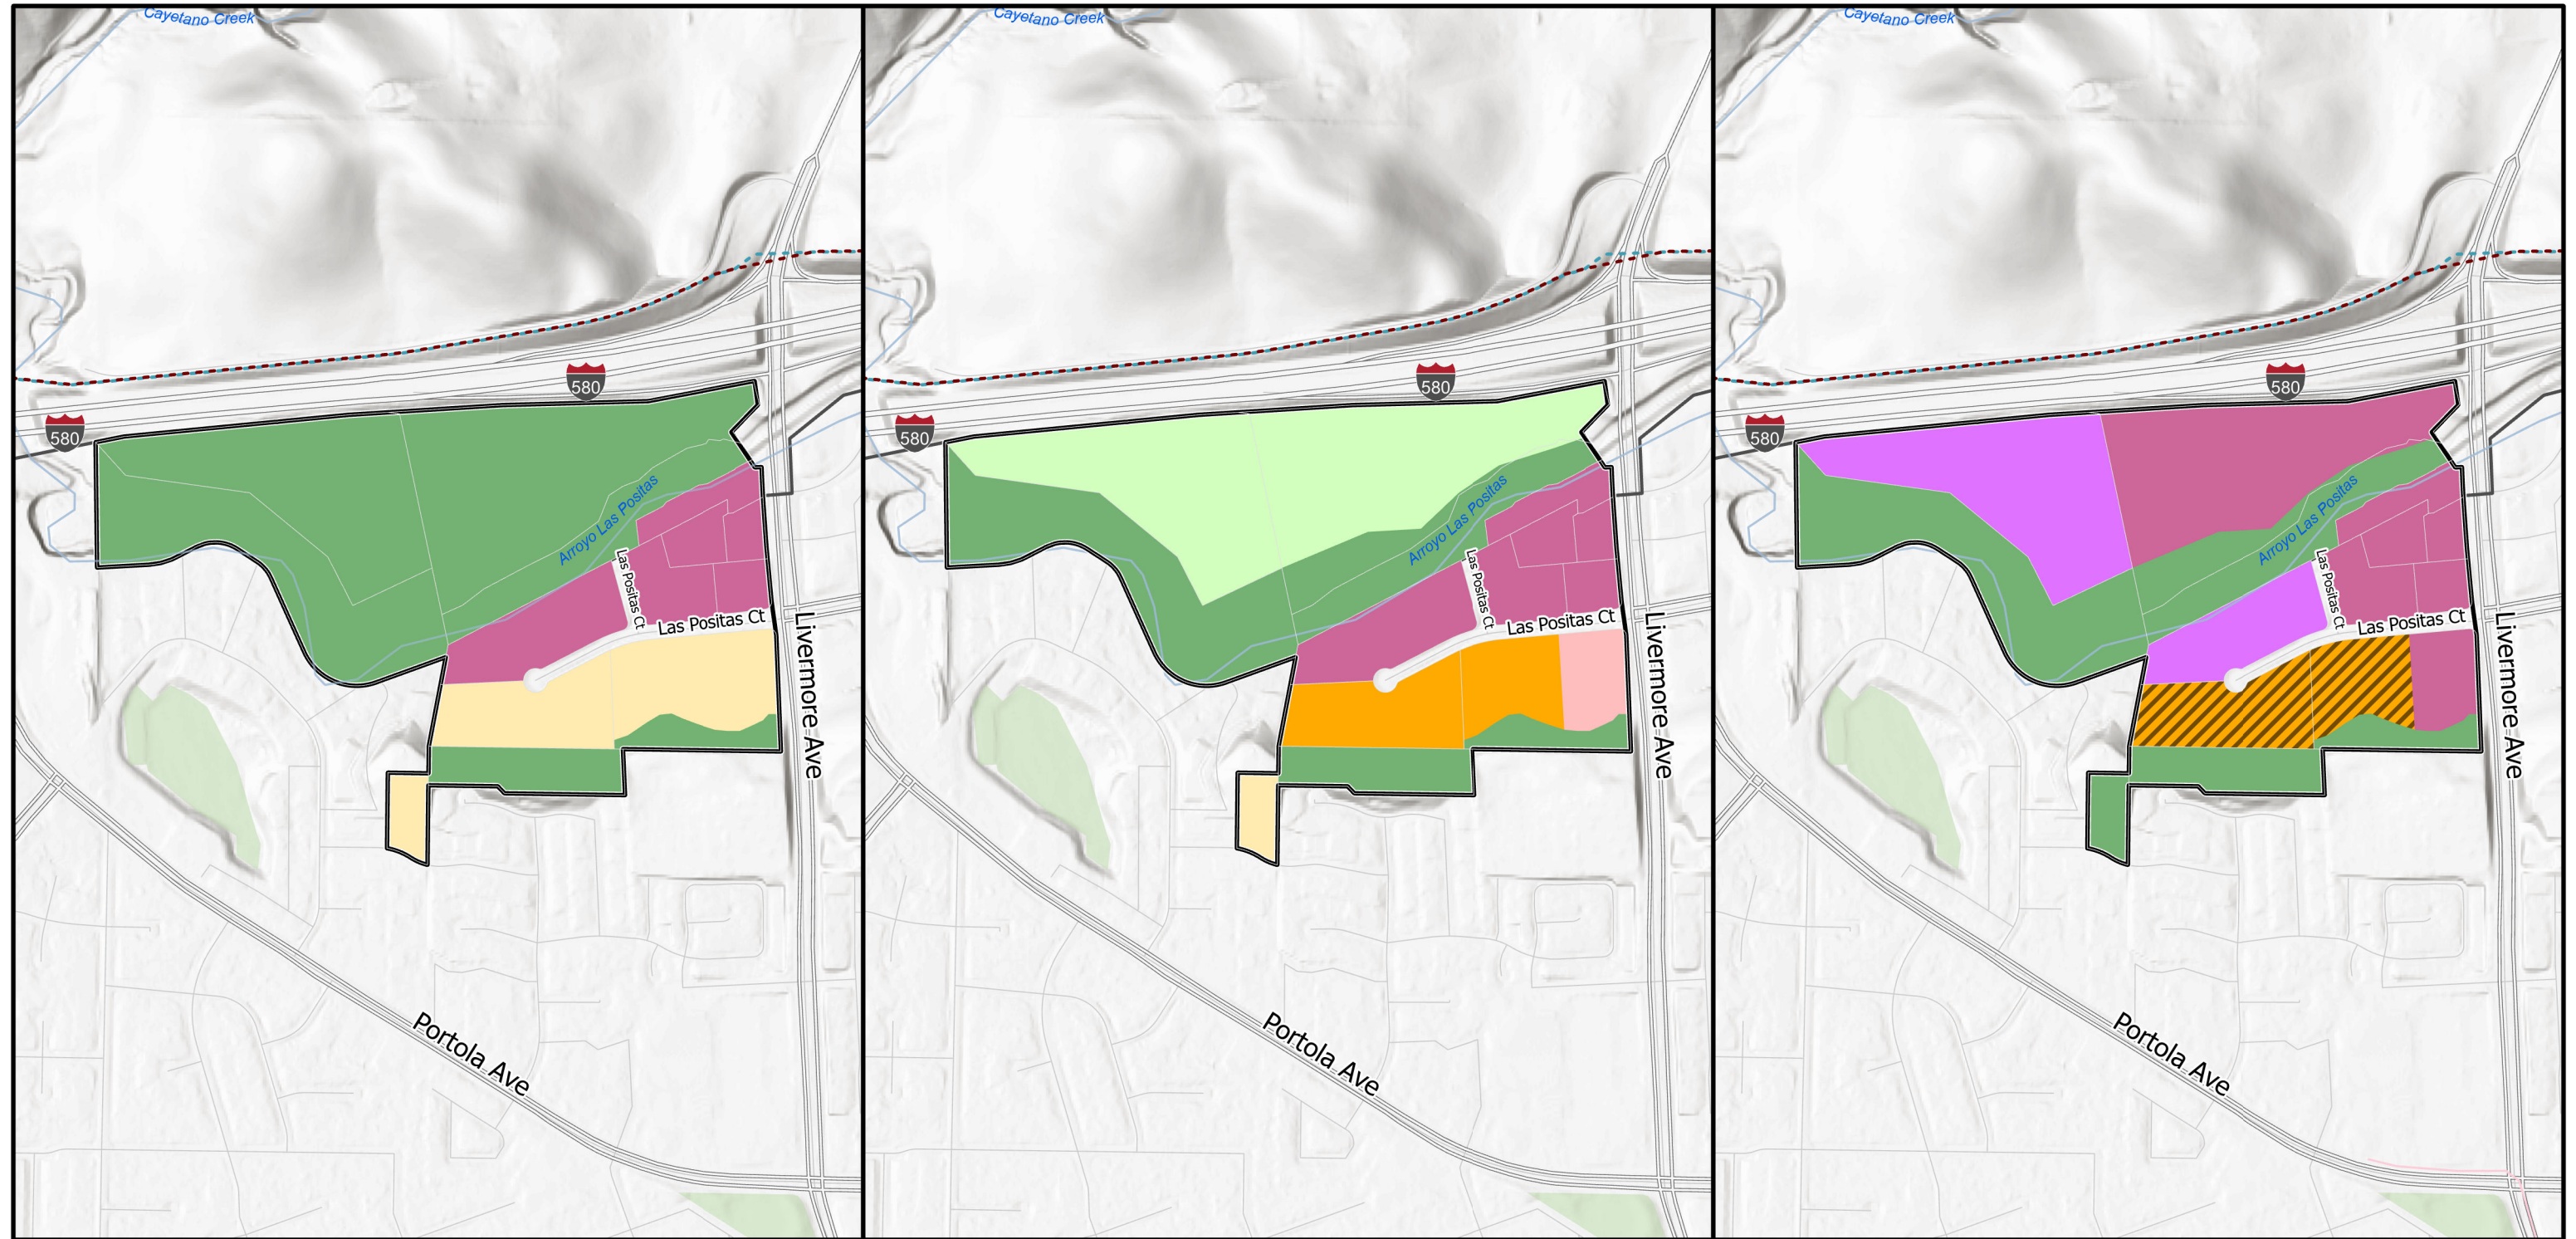 Cayetano Creek
580
580
Arroyo Las Positas
Las Positas Ct
Las Positas Ct
Livermore Ave
Portola Ave
Cayetano Creek
580
580
Arroyo Las Positas
Las Positas Ct
Las Positas Ct
Livermore Ave
Portola Ave
Cayetano Creek
580
580
Arroyo Las Positas
Las Positas Ct
Las Positas Ct
Livermore Ave
Portola Ave